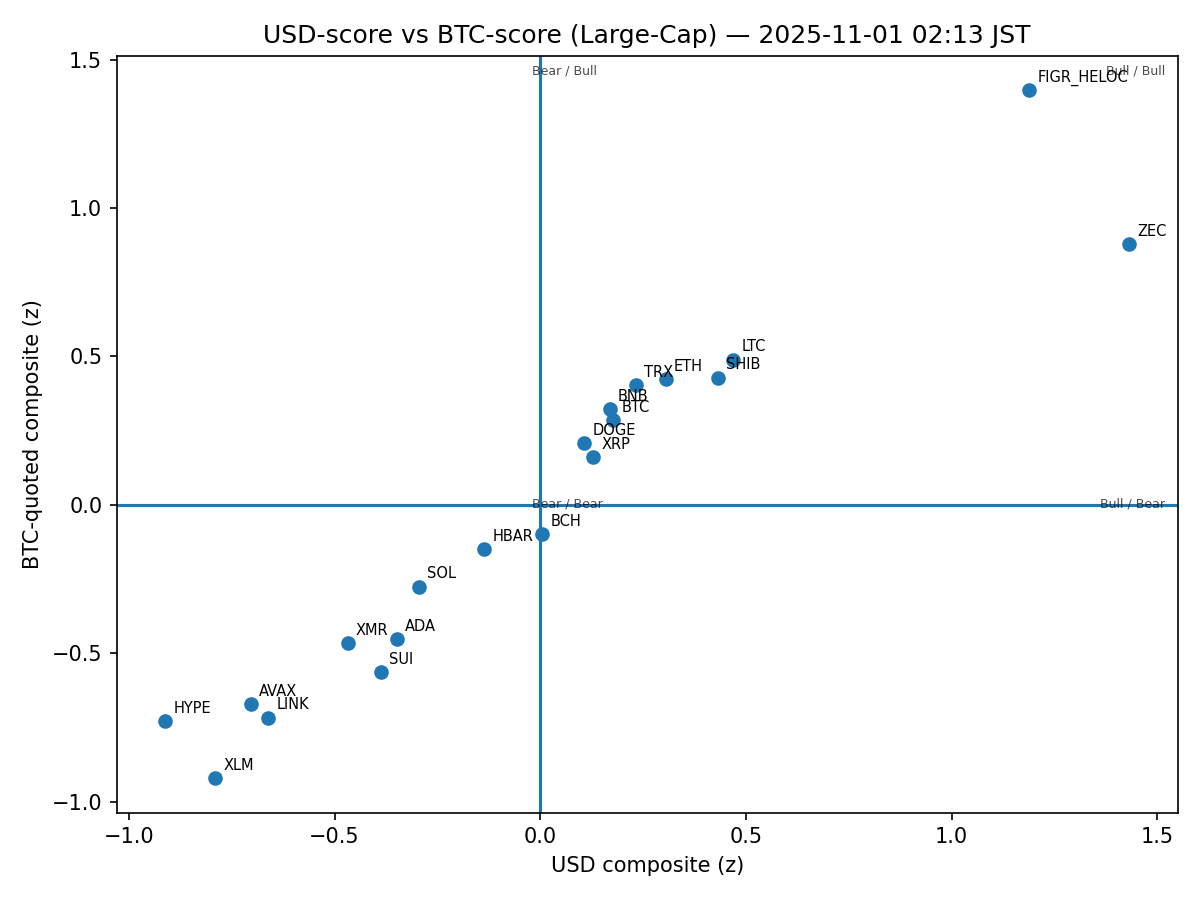 USD-score vs BTC-score (Large-Cap) — 2025-11-01 02:13 JST
1.5
Bear / Bull
Bull / Bull
FIGR_HELOC
ZEC
1.0
LTC
0.5
SHIB
ETH
TRX
BNB
BTC
DOGE
XRP
0.0
Bear / Bear
Bull / Bear
BCH
HBAR
SOL
ADA
XMR
−0.5
SUI
AVAX
LINK
HYPE
XLM
−1.0
BTC-quoted composite (z)
−1.0
−0.5
0.0
0.5
1.0
1.5
USD composite (z)